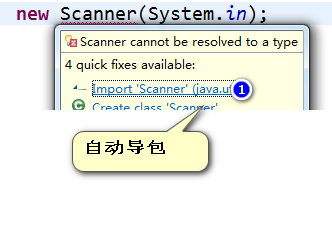 new Scanner(System.in);
Scanner cannot be resolved to a type
4 quick fixes available:
Import 'Scanner' (java.u
1
Create class 'Scanner'
自动导包